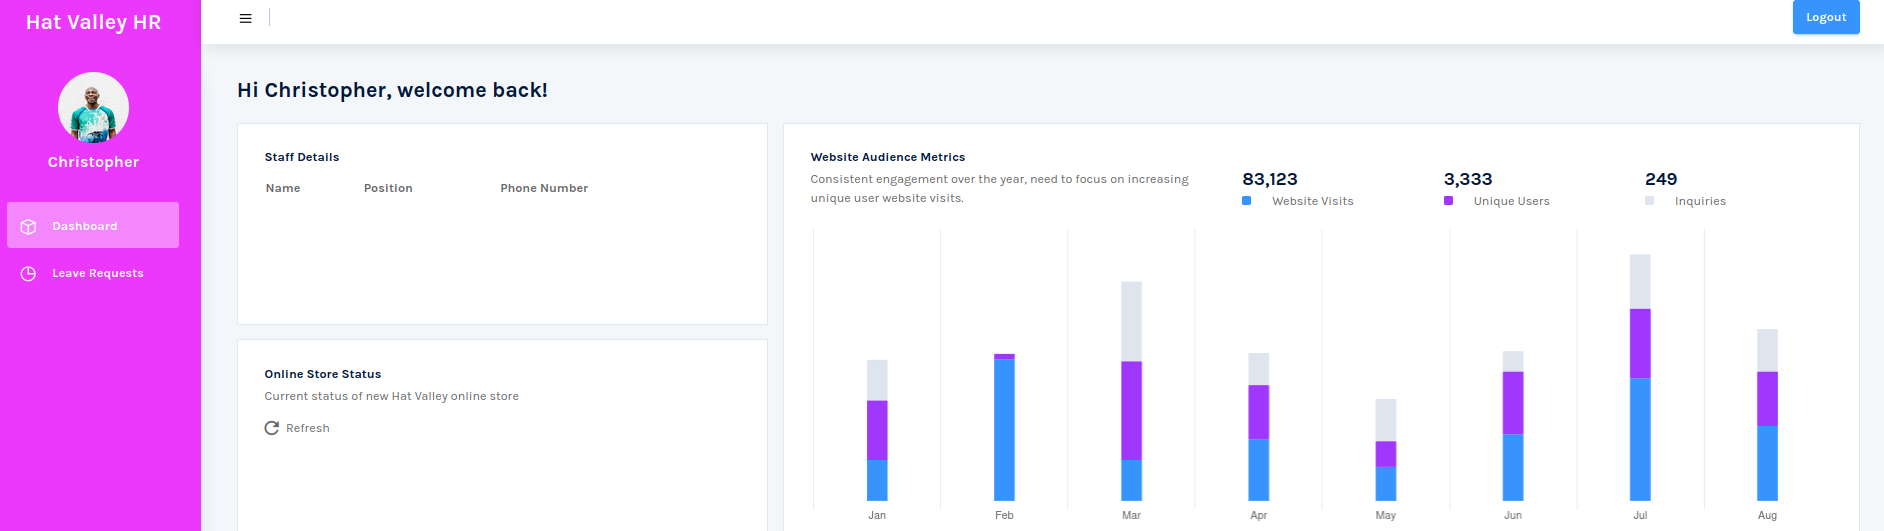 Hat Valley HR
Logout
Christopher
Dashboard
Leave Requests
Hi Christopher, welcome back!
Staff Details
Name Position Phone Number
Online Store Status
Current status of new Hat Valley online store
Refresh
Website Audience Metrics
Consistent engagement over the year, need to focus on increasing
unique user website visits.
83,123
Website Visits
3,333
Unique Users
249
Inquiries
Jan Feb Mar Apr May Jun Jul Aug